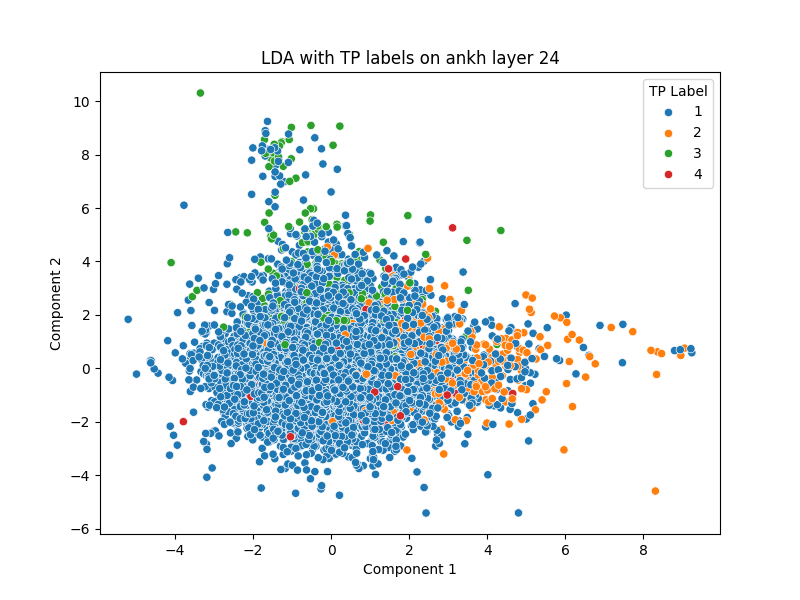 LDA with TP labels on ankh layer 24
TP Label
1
2
3
4
10
8
6
4
2
0
−2
−4
−6
Component 2
−4 −2 0 2 4 6 8
Component 1